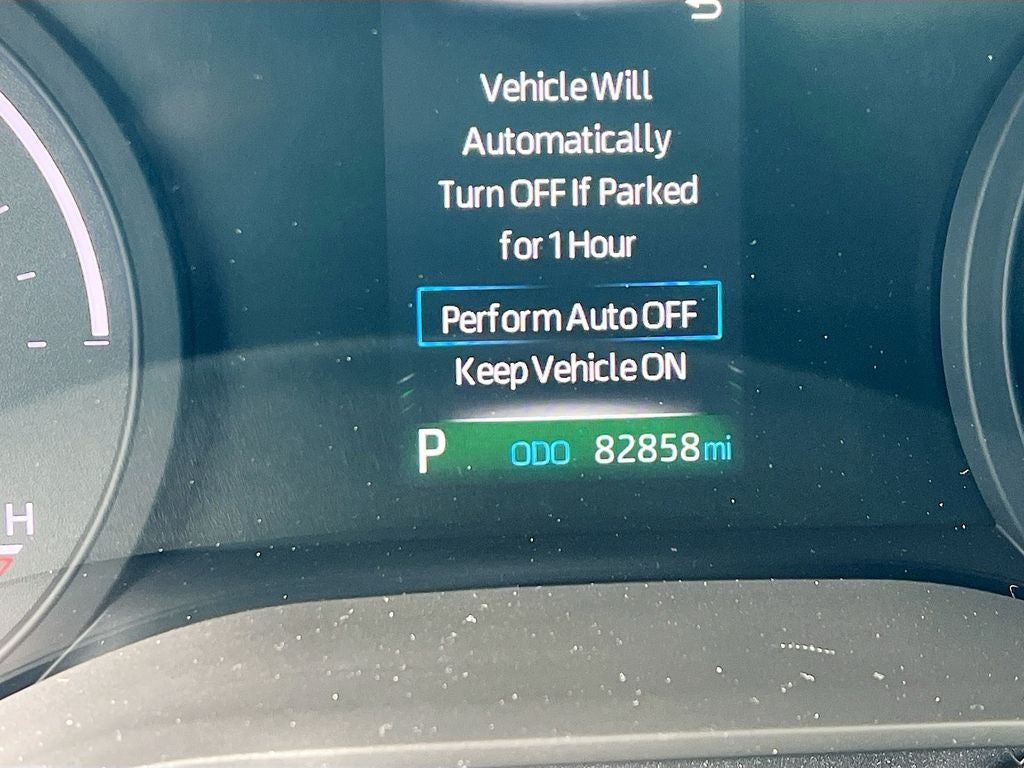 Vehicle Will
Automatically
Turn OFF If Parked
for 1 Hour
Perform Auto OFF
Keep Vehicle ON
P ODO 82858 mi
H